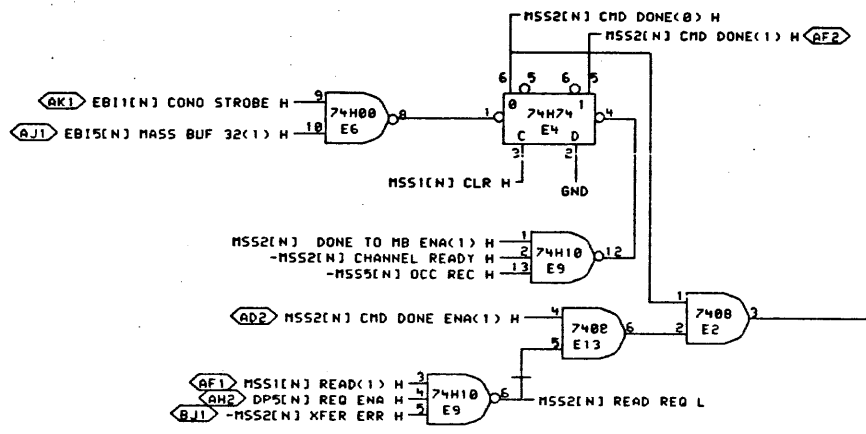 MSS2[N] CMD DONE(0) H
MSS2[N] CMD DONE(1) H AF2
6 5 6 5
0 1
AK1 EBI1[N] CONO STROBE H 9
74H00 8 1 74H74 4
E6 E4
AJ1 EBI5[N] MASS BUF 32(1) H 10
C D
3 2
MSS1[N] CLR H
GND
MSS2[N] DONE TO MB ENA(1) H 1
-MSS2[N] CHANNEL READY H 2 74H10 12
-MSS5[N] OCC REC H 13 E9
1
AD2 MSS2[N] CMD DONE ENA(1) H 4
7408 3
7402 6 2 E2
5 E13
AF1 MSS1[N] READ(1) H 3
AH2 DP5[N] REQ ENA H 4 74H10 6
MSS2[N] READ REQ L
BJ1 -MSS2[N] XFER ERR H 5 E9